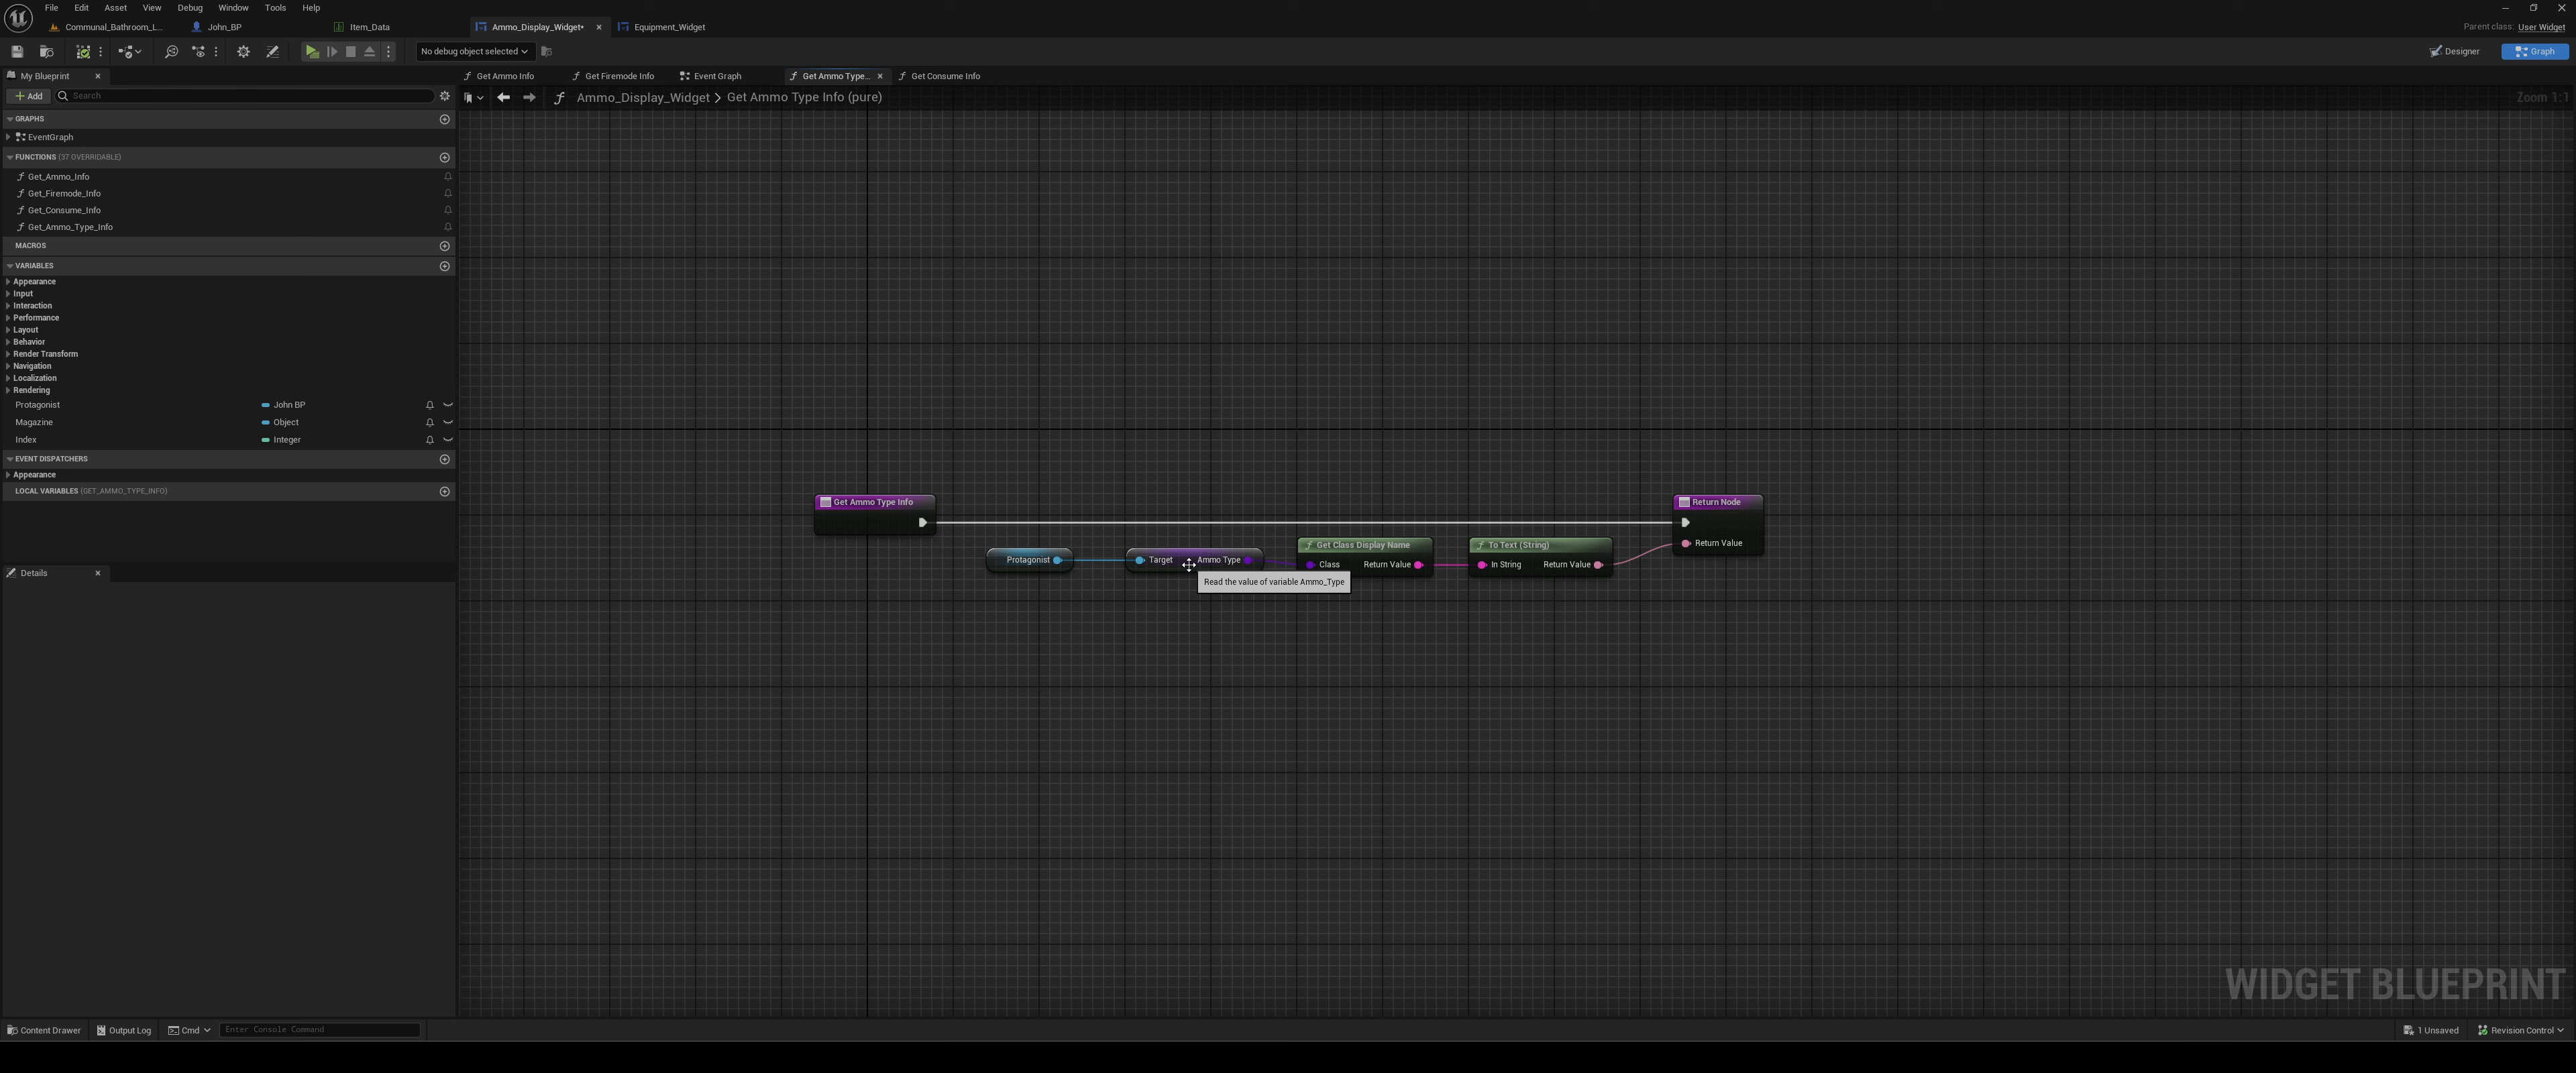 File Edit Asset View Debug Window Tools Help
Communal_Bathroom_L... John_BP Item_Data Ammo_Display_Widget* Equipment_Widget Parent class: User Widget
No debug object selected Designer Graph
My Blueprint Get Ammo Info Get Firemode Info Event Graph Get Ammo Type... Get Consume Info
Add Search Ammo_Display_Widget > Get Ammo Type Info (pure) Zoom 1:1
GRAPHS
EventGraph
FUNCTIONS (37 OVERRIDABLE)
Get_Ammo_Info
Get_Firemode_Info
Get_Consume_Info
Get_Ammo_Type_Info
MACROS
VARIABLES
Appearance
Input
Interaction
Performance
Layout
Behavior
Render Transform
Navigation
Localization
Rendering
Protagonist John BP
Magazine Object
Index Integer
EVENT DISPATCHERS
Appearance
LOCAL VARIABLES (GET_AMMO_TYPE_INFO)
Details
Get Ammo Type Info Return Node
Get Class Display Name To Text (String) Return Value
Protagonist Target Ammo Type Class Return Value In String Return Value
Read the value of variable Ammo_Type
WIDGET BLUEPRINT
Content Drawer Output Log Cmd Enter Console Command 1 Unsaved Revision Control